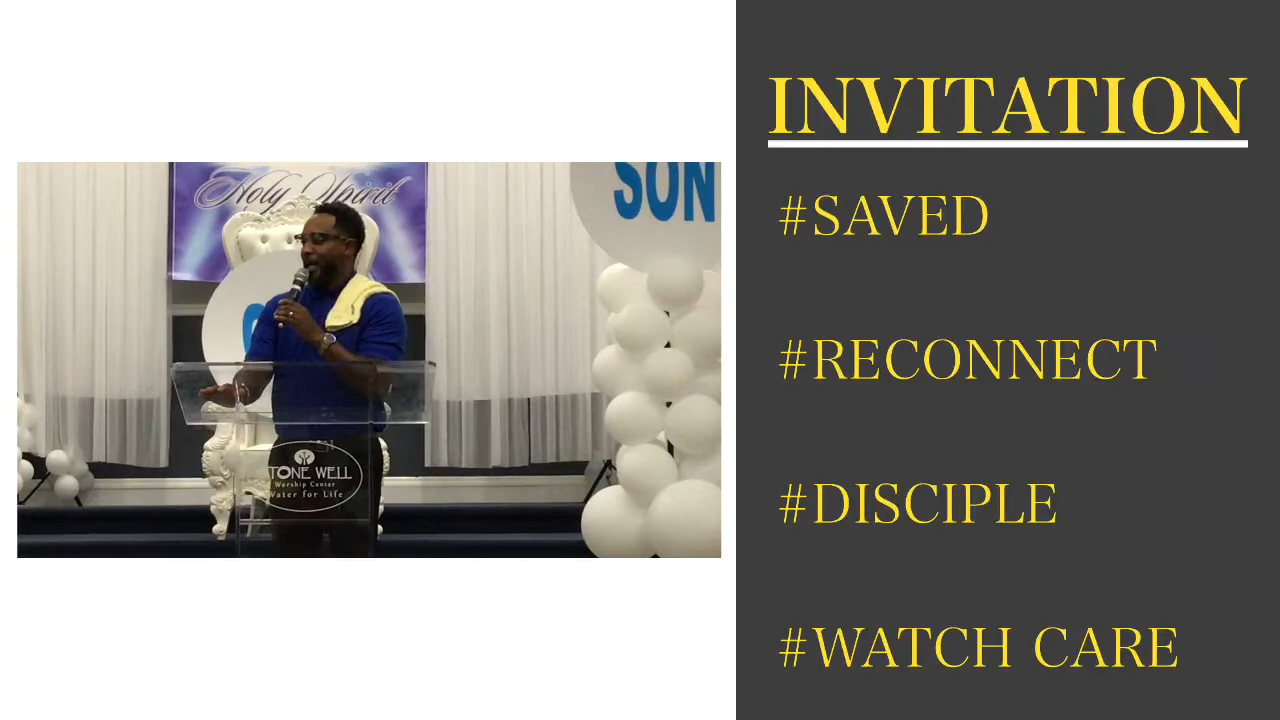 Holy Spirit
SON
TONE WELL
Worship Center
Water for Life
INVITATION
#SAVED
#RECONNECT
#DISCIPLE
#WATCH CARE